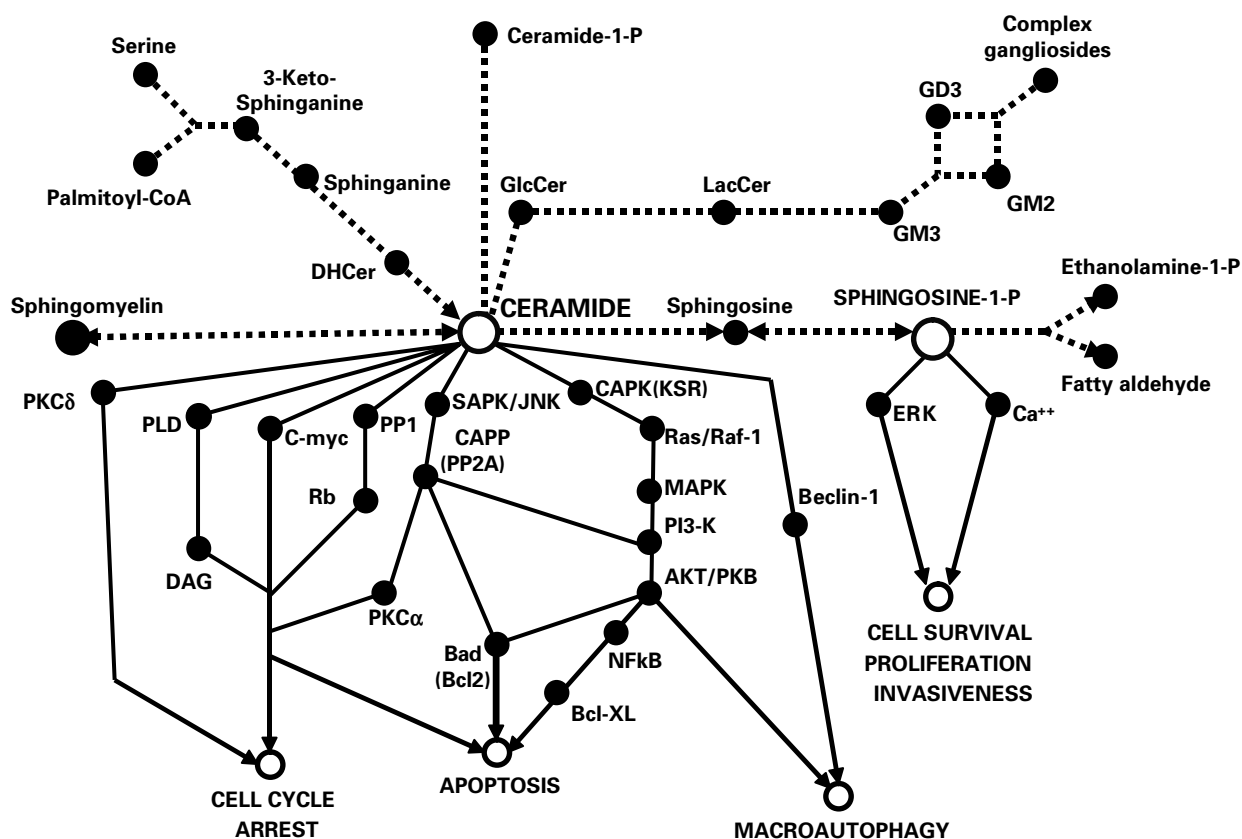 Serine
3-Keto-
Sphinganine
Ceramide-1-P
Complex
gangliosides
GD3
Palmitoyl-CoA
Sphinganine
GlcCer
LacCer
GM3
GM2
DHCer
Sphingomyelin
CERAMIDE
Sphingosine
SPHINGOSINE-1-P
Ethanolamine-1-P
Fatty aldehyde
PKCδ
PLD
C-myc
PP1
SAPK/JNK
CAPK(KSR)
ERK
Ca++
CAPP
(PP2A)
Ras/Raf-1
Rb
MAPK
Beclin-1
PI3-K
DAG
AKT/PKB
PKCα
Bad
(Bcl2)
NFkB
Bcl-XL
CELL SURVIVAL
PROLIFERATION
INVASIVENESS
CELL CYCLE
ARREST
APOPTOSIS
MACROAUTOPHAGY